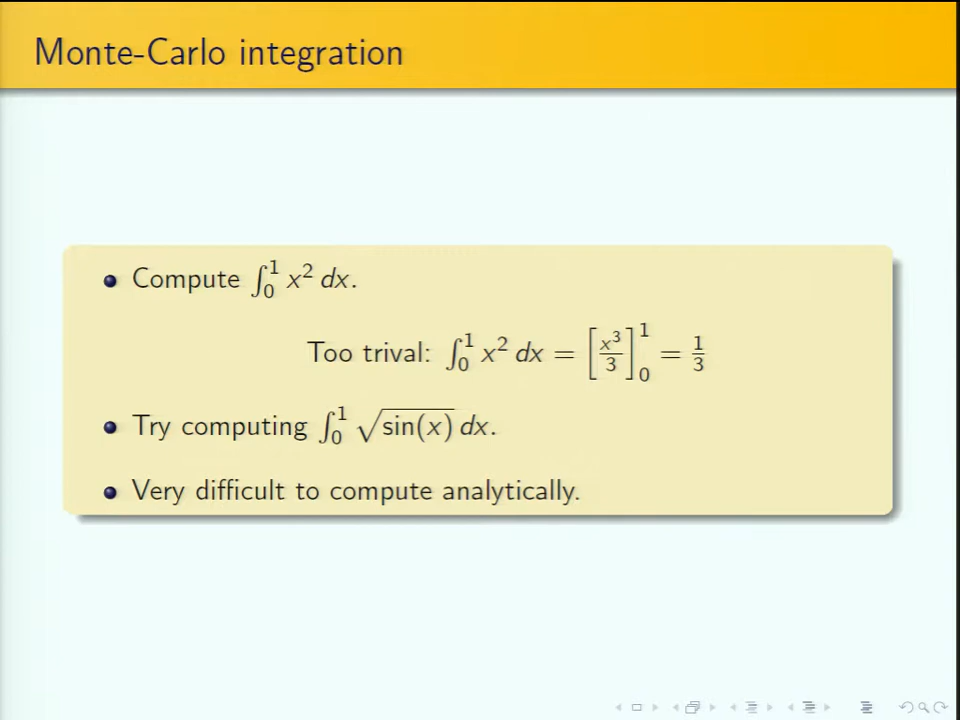 Monte-Carlo integration
Compute ∫₀¹ x² dx.
Too trival: ∫₀¹ x² dx = [x³/3]₀¹ = 1/3
Try computing ∫₀¹ √sin(x) dx.
Very difficult to compute analytically.